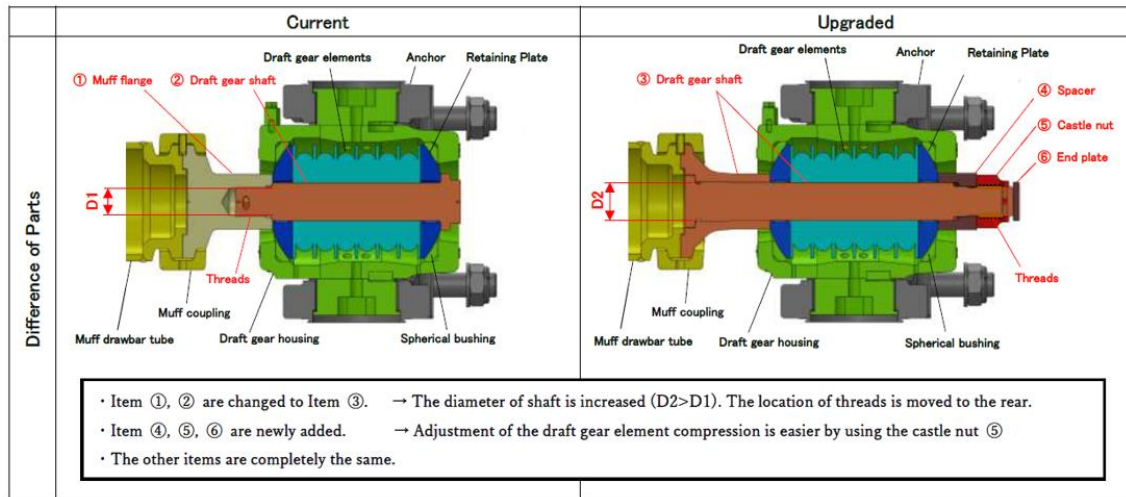 Current
Upgraded
Difference of Parts
① Muff flange
② Draft gear shaft
Draft gear elements
Anchor
Retaining Plate
D1
Threads
Muff coupling
Muff drawbar tube
Draft gear housing
Spherical bushing
Draft gear elements
Anchor
Retaining Plate
③ Draft gear shaft
④ Spacer
⑤ Castle nut
⑥ End plate
D2
Threads
Muff coupling
Muff drawbar tube
Draft gear housing
Spherical bushing
・Item ①, ② are changed to Item ③. → The diameter of shaft is increased (D2>D1). The location of threads is moved to the rear.
・Item ④, ⑤, ⑥ are newly added. → Adjustment of the draft gear element compression is easier by using the castle nut ⑤
・The other items are completely the same.